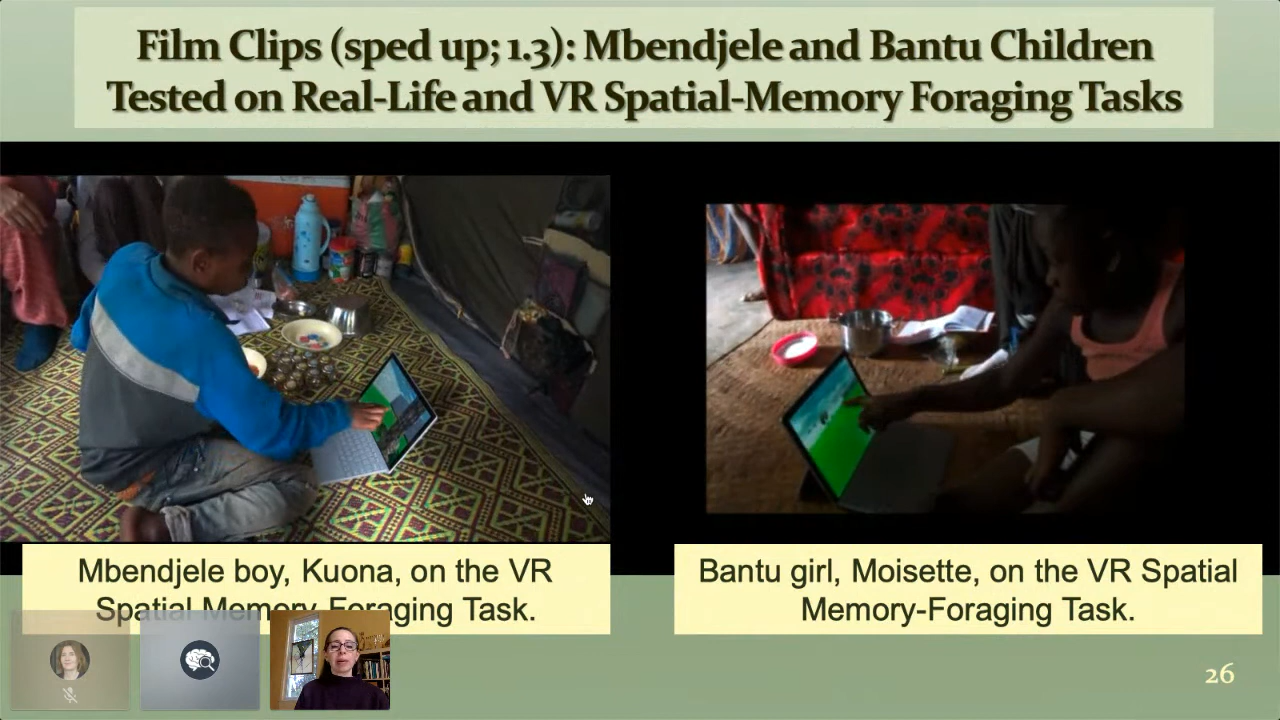 Film Clips (sped up; 1.3): Mbendjele and Bantu Children
Tested on Real-Life and VR Spatial-Memory Foraging Tasks
Mbendjele boy, Kuona, on the VR
Spatial Memory-Foraging Task.
Bantu girl, Moisette, on the VR Spatial
Memory-Foraging Task.
26